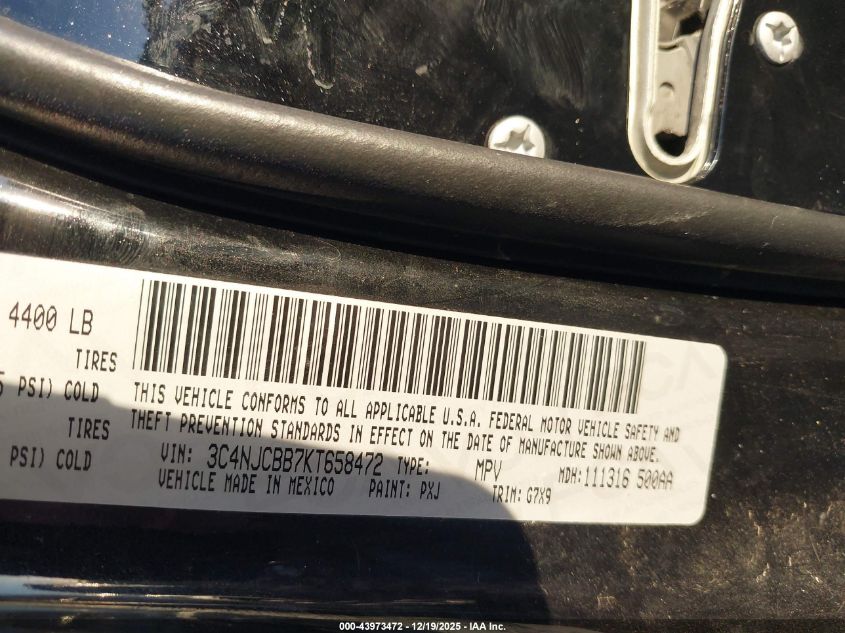 4400 LB
TIRES
PSI) COLD
TIRES
PSI) COLD
THIS VEHICLE CONFORMS TO ALL APPLICABLE U.S.A. FEDERAL MOTOR VEHICLE SAFETY AND
THEFT PREVENTION STANDARDS IN EFFECT ON THE DATE OF MANUFACTURE SHOWN ABOVE.
VIN: 3C4NJCBB7KT658472 TYPE: MPV MDH: 111316 500AA
VEHICLE MADE IN MEXICO PAINT: PXJ TRIM: G7X9
000-43973472 - 12/19/2025 - IAA Inc.